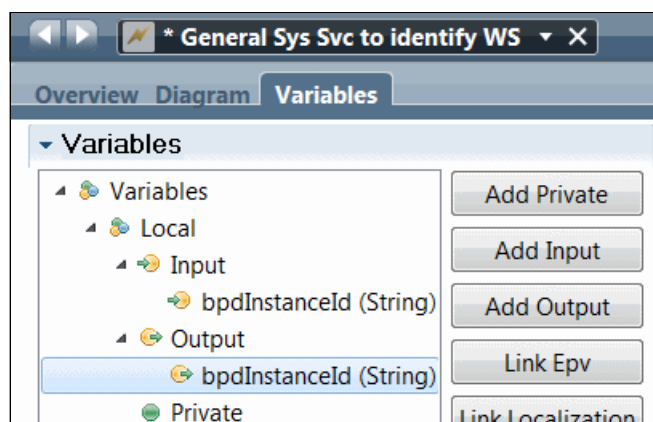 * General Sys Svc to identify WS
Overview Diagram Variables
Variables
Variables
Local
Input
bpdInstanceId (String)
Output
bpdInstanceId (String)
Private
Add Private
Add Input
Add Output
Link Epv
Link Localization